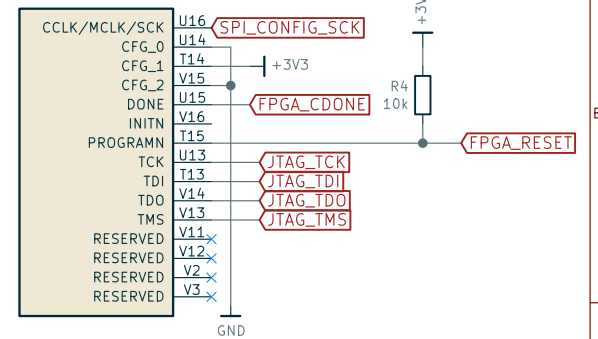 CCLK/MCLK/SCK U16 SPI_CONFIG_SCK
CFG_0 U14
CFG_1 T14 +3V3
CFG_2 V15
DONE U15 FPGA_CDONE
INITN V16
PROGRAMN T15 FPGA_RESET
TCK U13 JTAG_TCK
TDI T13 JTAG_TDI
TDO V14 JTAG_TDO
TMS V13 JTAG_TMS
RESERVED V11
RESERVED V12
RESERVED V2
RESERVED V3
GND
R4
10k